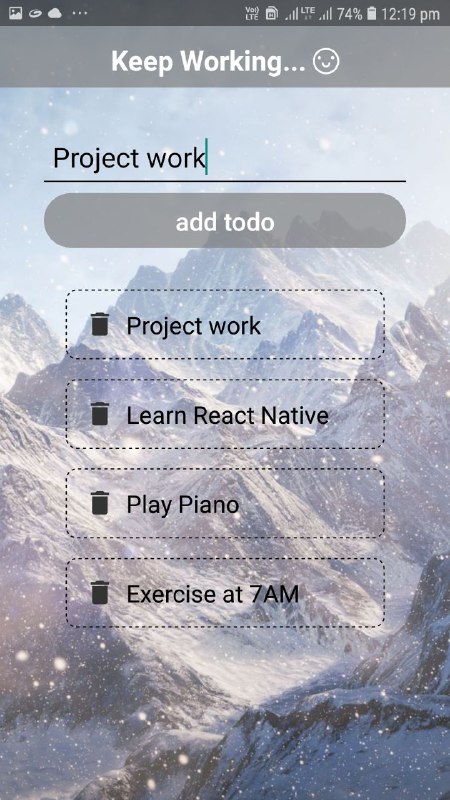 Vo) LTE LTE 74% 12:19 pm
Keep Working...
Project work
add todo
Project work
Learn React Native
Play Piano
Exercise at 7AM